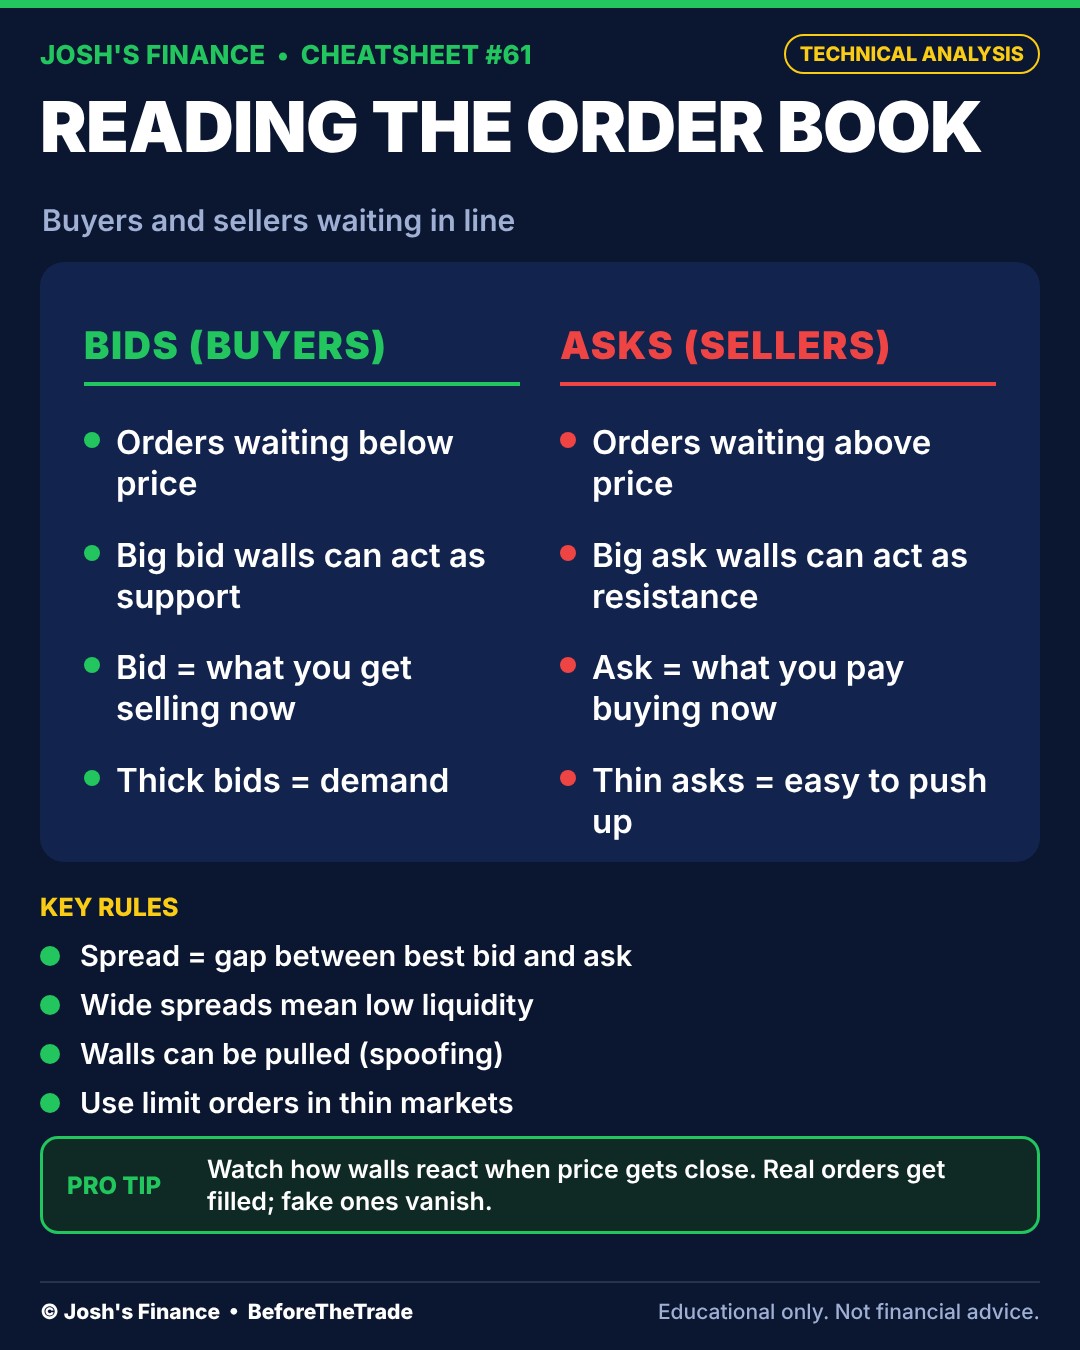 JOSH'S FINANCE • CHEATSHEET #61
TECHNICAL ANALYSIS
READING THE ORDER BOOK
Buyers and sellers waiting in line
BIDS (BUYERS)
Orders waiting below
price
Big bid walls can act as
support
Bid = what you get
selling now
Thick bids = demand
ASKS (SELLERS)
Orders waiting above
price
Big ask walls can act as
resistance
Ask = what you pay
buying now
Thin asks = easy to push
up
KEY RULES
Spread = gap between best bid and ask
Wide spreads mean low liquidity
Walls can be pulled (spoofing)
Use limit orders in thin markets
PRO TIP
Watch how walls react when price gets close. Real orders get
filled; fake ones vanish.
© Josh's Finance • BeforeTheTrade
Educational only. Not financial advice.